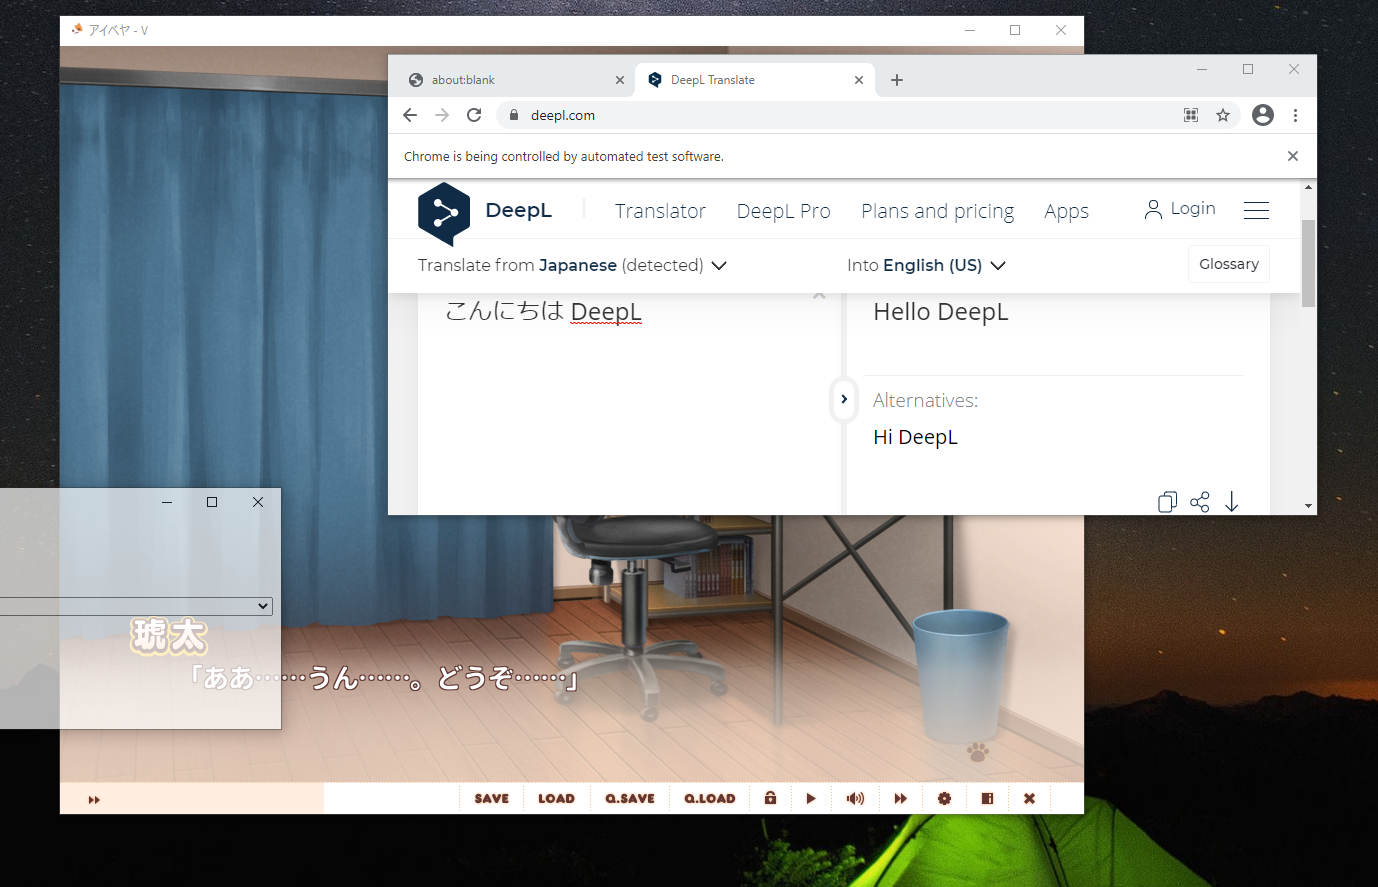 アイベヤ - V
about:blank
DeepL Translate
deepl.com
Chrome is being controlled by automated test software.
DeepL
Translator
DeepL Pro
Plans and pricing
Apps
Login
Translate from Japanese (detected)
Into English (US)
Glossary
こんにちは DeepL
Hello DeepL
Alternatives:
Hi DeepL
琥太
「ああ……うん……。どうぞ……」
SAVE
LOAD
Q.SAVE
Q.LOAD